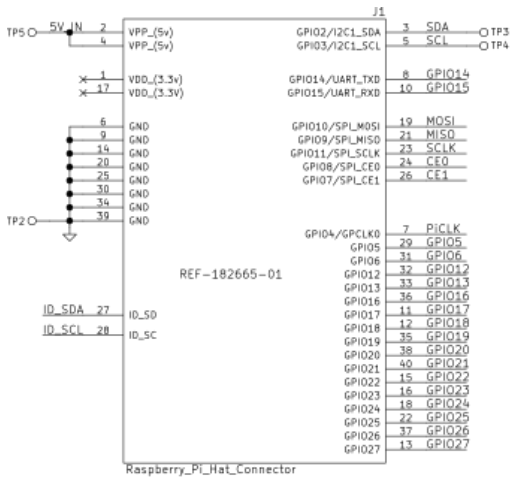 J1
TP5 5V_IN 2 VPP_(5v) GPIO2/I2C1_SDA 3 SDA TP3
4 VPP_(5v) GPIO3/I2C1_SCL 5 SCL TP4
1 VDD_(3.3v) GPIO14/UART_TXD 8 GPIO14
17 VDD_(3.3V) GPIO15/UART_RXD 10 GPIO15
6 GND GPIO10/SPI_MOSI 19 MOSI
9 GND GPIO9/SPI_MISO 21 MISO
14 GND GPIO11/SPI_SCLK 23 SCLK
20 GND GPIO8/SPI_CE0 24 CE0
25 GND GPIO7/SPI_CE1 26 CE1
30 GND
34 GND
TP2 39 GND
GPIO4/GPCLK0 7 PiCLK
GPIO5 29 GPIO5
GPIO6 31 GPIO6
REF-182665-01 GPIO12 32 GPIO12
GPIO13 33 GPIO13
GPIO16 36 GPIO16
ID_SDA 27 ID_SD GPIO17 11 GPIO17
GPIO18 12 GPIO18
ID_SCL 28 ID_SC GPIO19 35 GPIO19
GPIO20 38 GPIO20
GPIO21 40 GPIO21
GPIO22 15 GPIO22
GPIO23 16 GPIO23
GPIO24 18 GPIO24
GPIO25 22 GPIO25
GPIO26 37 GPIO26
GPIO27 13 GPIO27
Raspberry_Pi_Hat_Connector